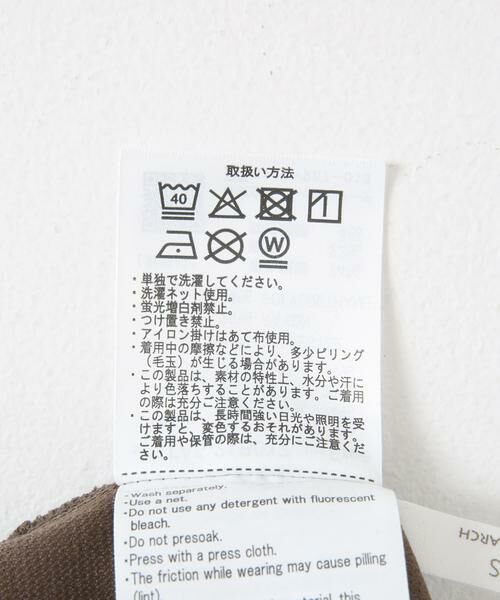 取扱い方法
40
W
・単独で洗濯してください。
・洗濯ネット使用。
・蛍光増白剤禁止。
・つけ置き禁止。
・アイロン掛けはあて布使用。
・着用中の摩擦などにより、多少ピリング
(毛玉)が生じる場合があります。
・この製品は、素材の特性上、水分や汗に
より色落ちすることがあります。ご着用
の際は充分ご注意ください。
・この製品は、長時間強い日光や照明を受
けますと、変色するおそれがあります。
ご着用や保管の際は、充分にご注意くだ
さい。
・Wash separately.
・Use a net.
・Do not use any detergent with fluorescent
bleach.
・Do not presoak.
・Press with a press cloth.
・The friction while wearing may cause pilling
(lint).
material, this
S
ARCH